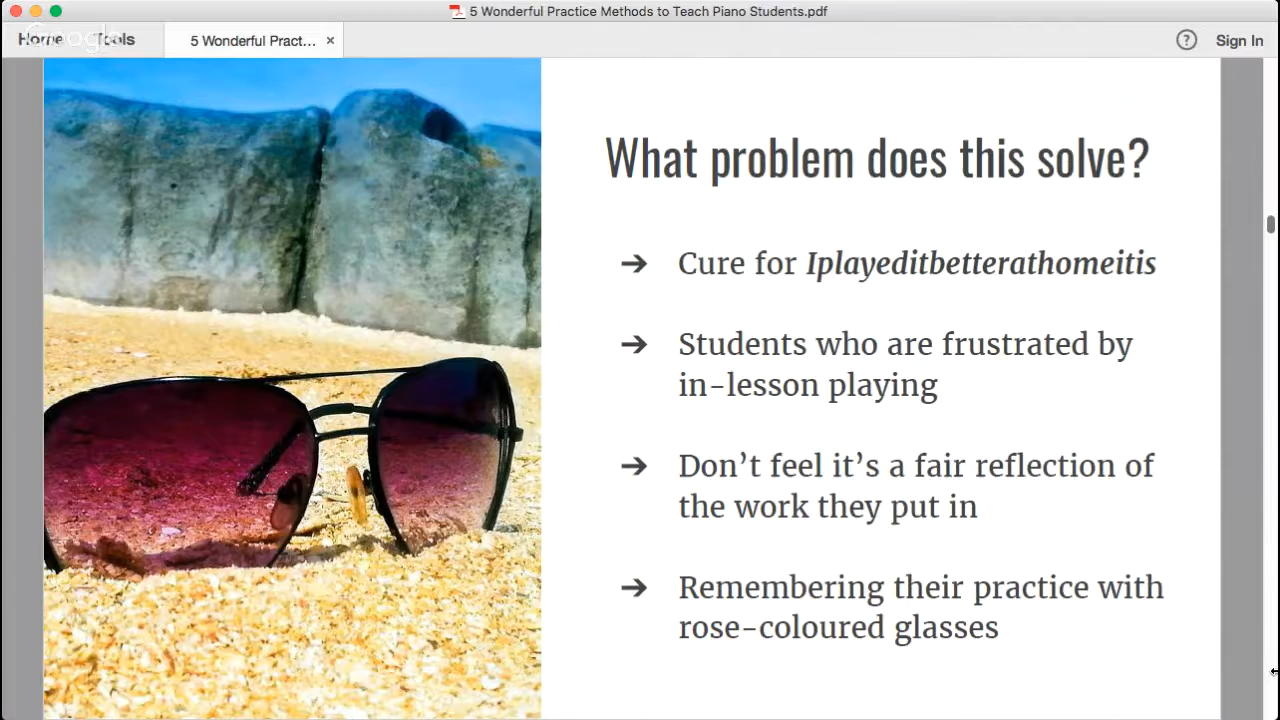 5 Wonderful Practice Methods to Teach Piano Students.pdf
Home
Tools
5 Wonderful Pract... ×
? Sign In
Google
What problem does this solve?
➔ Cure for Iplayeditbetterathomeitis
➔ Students who are frustrated by
in-lesson playing
➔ Don’t feel it’s a fair reflection of
the work they put in
➔ Remembering their practice with
rose-coloured glasses